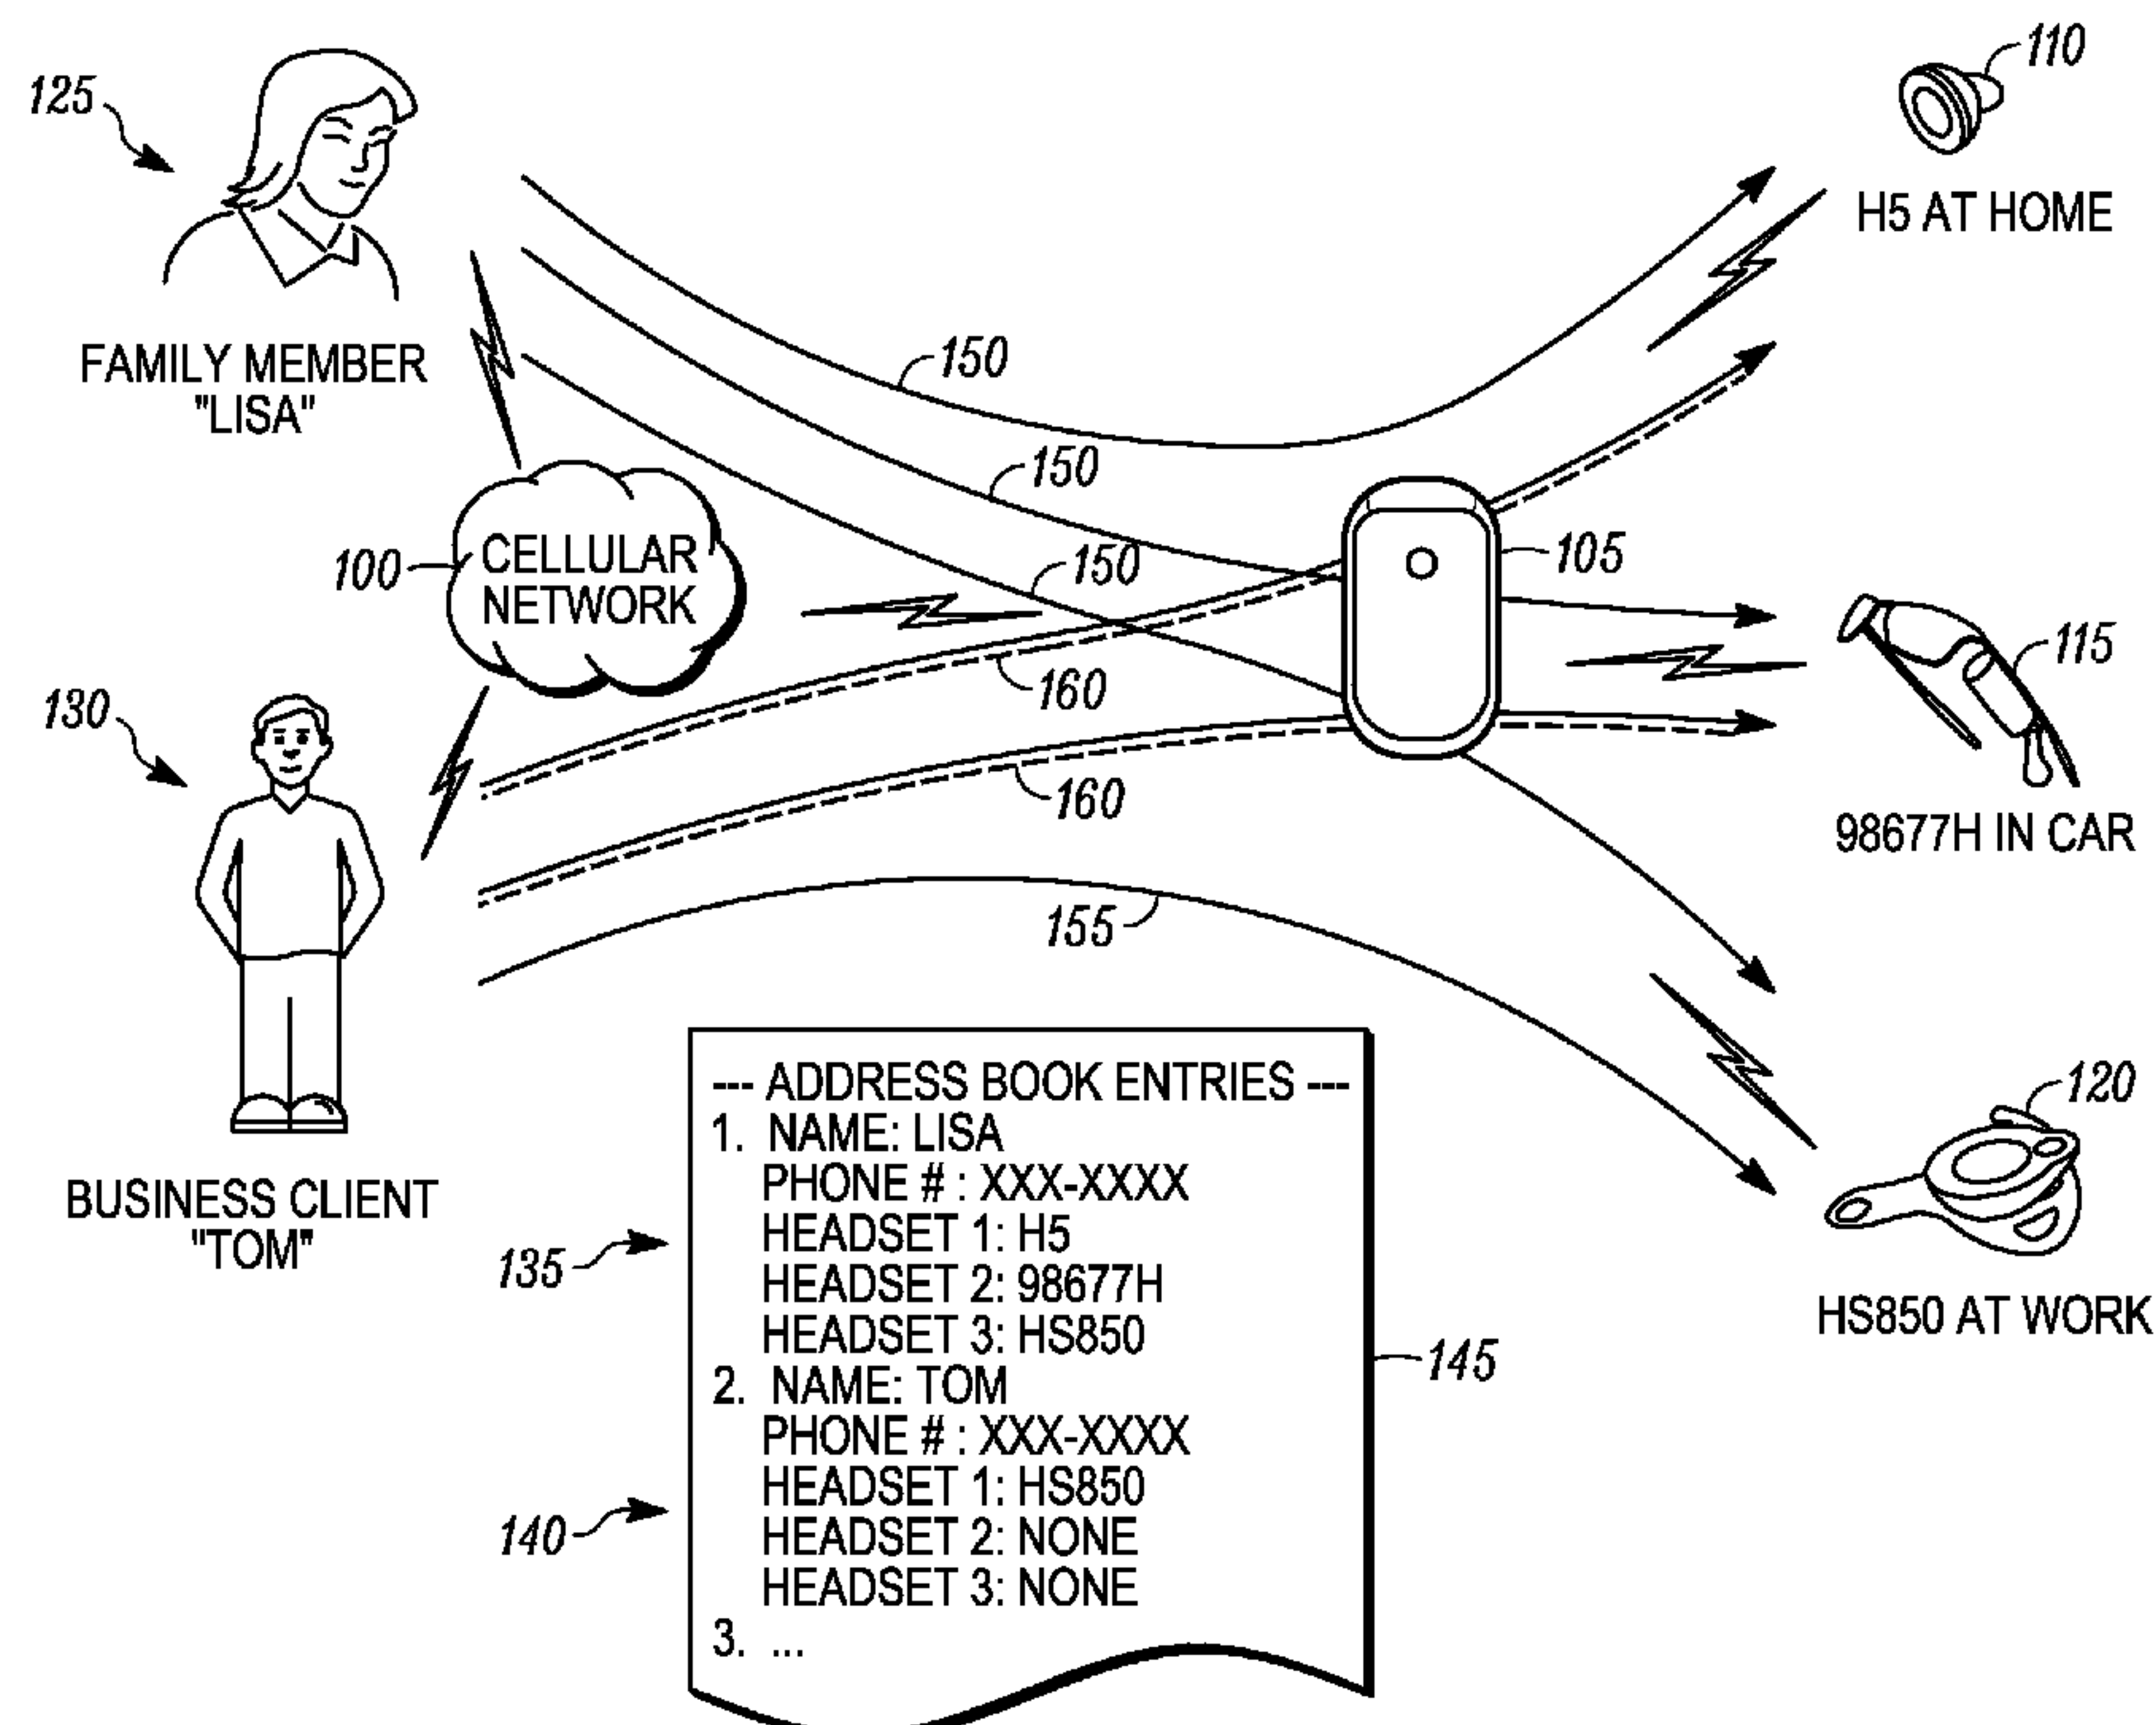 110
125
H5 AT HOME
FAMILY MEMBER
"LISA"
150
150
100
CELLULAR
NETWORK
150
105
115
130
160
160
98677H IN CAR
155
BUSINESS CLIENT
"TOM"
--- ADDRESS BOOK ENTRIES ---
1. NAME: LISA
PHONE # : XXX-XXXX
HEADSET 1: H5
HEADSET 2: 98677H
HEADSET 3: HS850
2. NAME: TOM
PHONE # : XXX-XXXX
HEADSET 1: HS850
HEADSET 2: NONE
HEADSET 3: NONE
3. ...
135
140
145
120
HS850 AT WORK